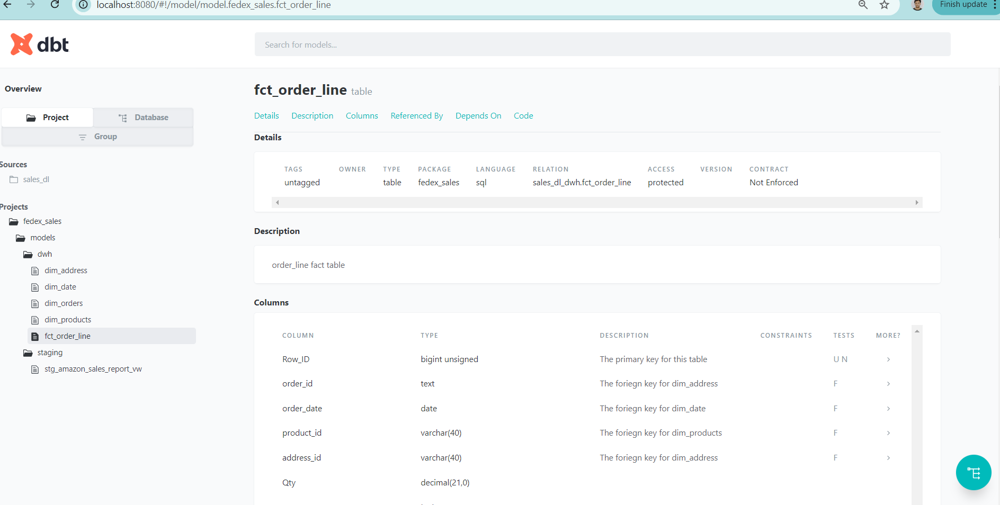 localhost:8080/#!/model/model.fedex_sales.fct_order_line
Finish update
dbt
Search for models...
Overview
Project
Database
Group
Sources
sales_dl
Projects
fedex_sales
models
dwh
dim_address
dim_date
dim_orders
dim_products
fct_order_line
staging
stg_amazon_sales_report_vw
fct_order_line table
Details Description Columns Referenced By Depends On Code
Details
TAGS OWNER TYPE PACKAGE LANGUAGE RELATION ACCESS VERSION CONTRACT
untagged table fedex_sales sql sales_dl_dwh.fct_order_line protected Not Enforced
Description
order_line fact table
Columns
COLUMN TYPE DESCRIPTION CONSTRAINTS TESTS MORE?
Row_ID bigint unsigned The primary key for this table U N
order_id text The foriegn key for dim_address F
order_date date The foriegn key for dim_date F
product_id varchar(40) The foriegn key for dim_products F
address_id varchar(40) The foriegn key for dim_address F
Qty decimal(21,0)